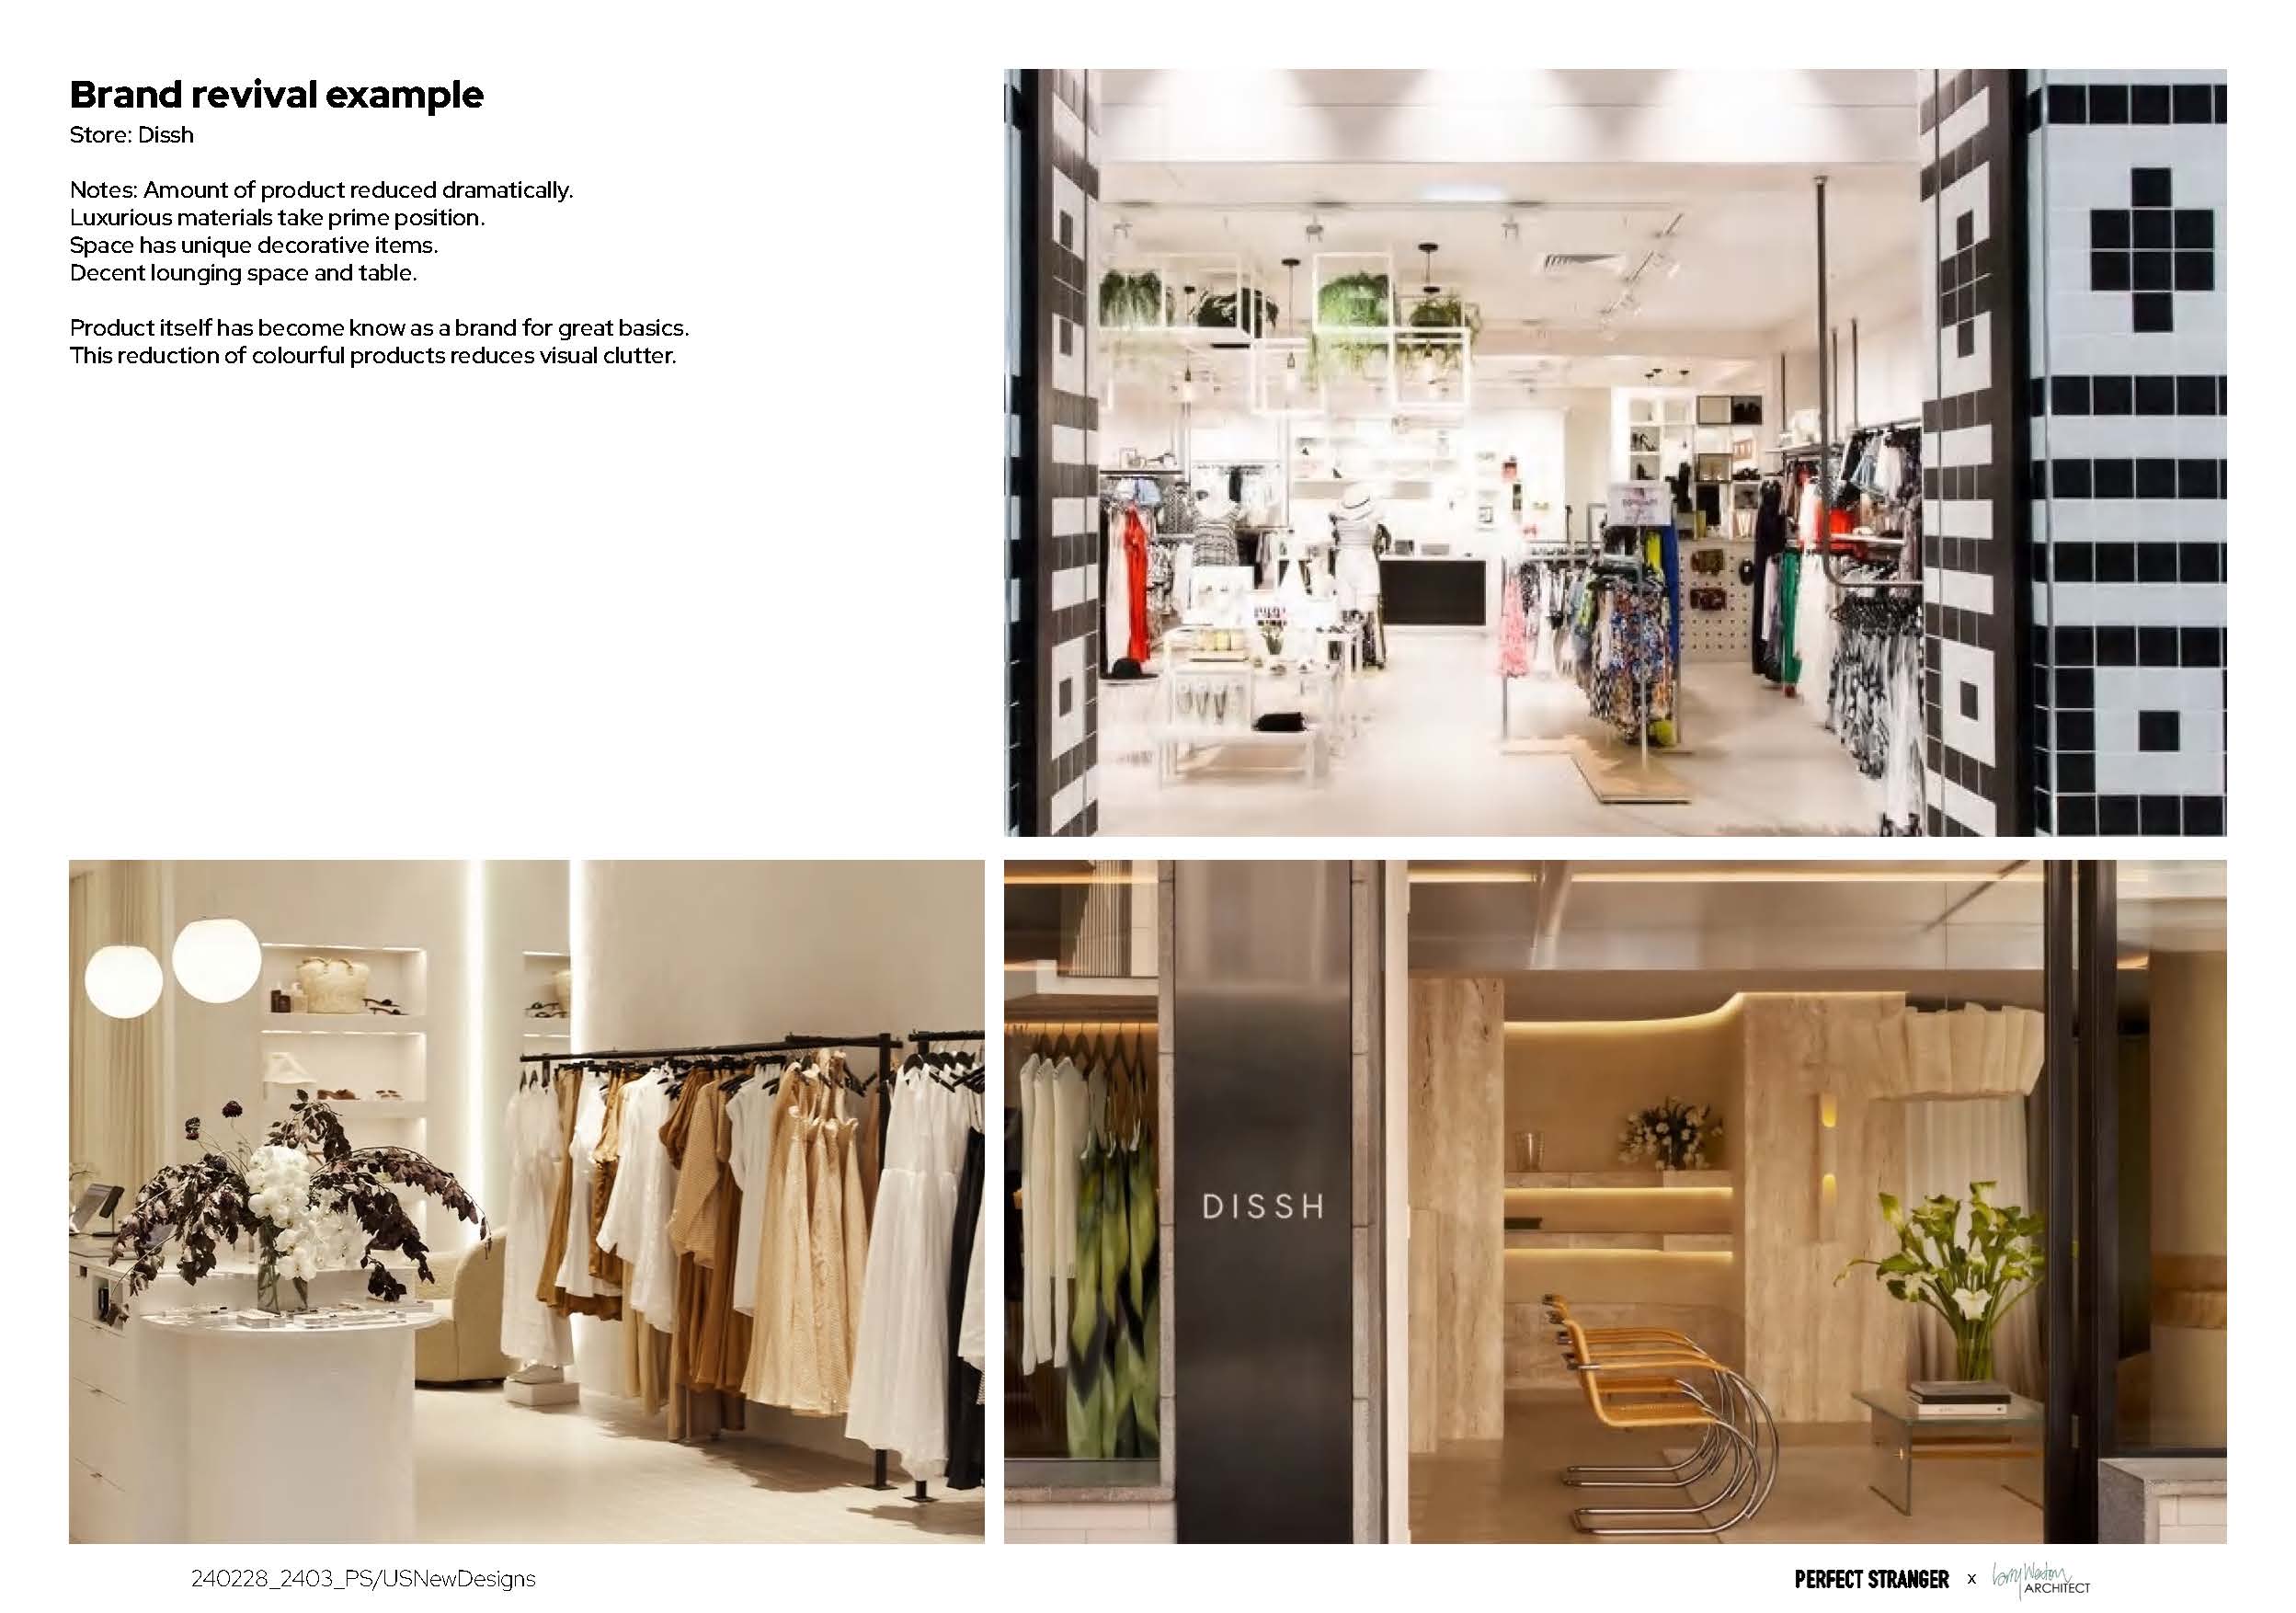 Brand revival example
Store: Dissh
Notes: Amount of product reduced dramatically.
Luxurious materials take prime position.
Space has unique decorative items.
Decent lounging space and table.
Product itself has become know as a brand for great basics.
This reduction of colourful products reduces visual clutter.
DISSH
240228_2403_PS/USNewDesigns
PERFECT STRANGER x
ARCHITECT